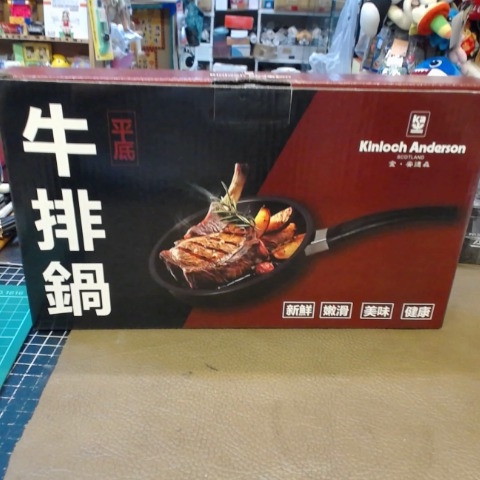 牛排鍋
平底
ka
Kinloch Anderson
SCOTLAND
金·安德森
新鮮 嫩滑 美味 健康